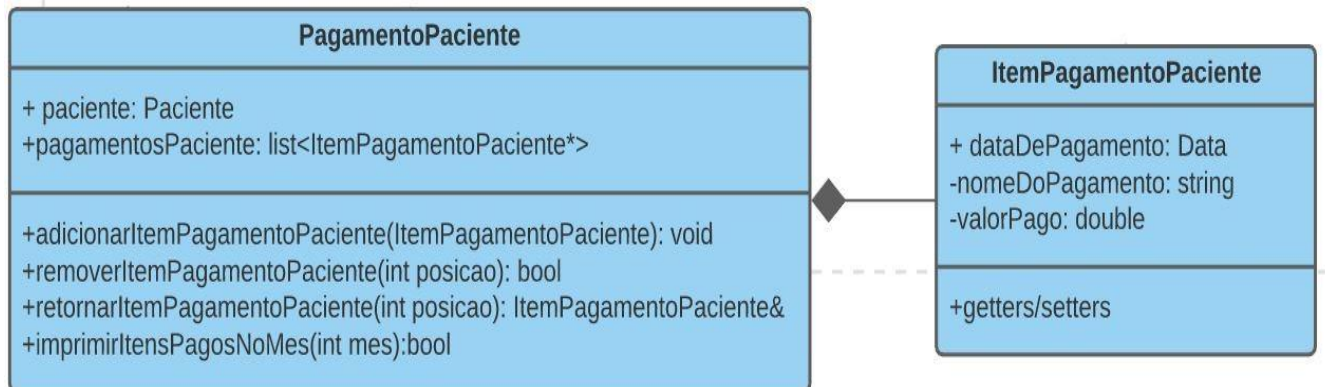 PagamentoPaciente
+ paciente: Paciente
+pagamentosPaciente: list<ItemPagamentoPaciente*>
+adicionarItemPagamentoPaciente(ItemPagamentoPaciente): void
+removerItemPagamentoPaciente(int posicao): bool
+retornarItemPagamentoPaciente(int posicao): ItemPagamentoPaciente&
+imprimirItensPagosNoMes(int mes):bool
ItemPagamentoPaciente
+ dataDePagamento: Data
-nomeDoPagamento: string
-valorPago: double
+getters/setters